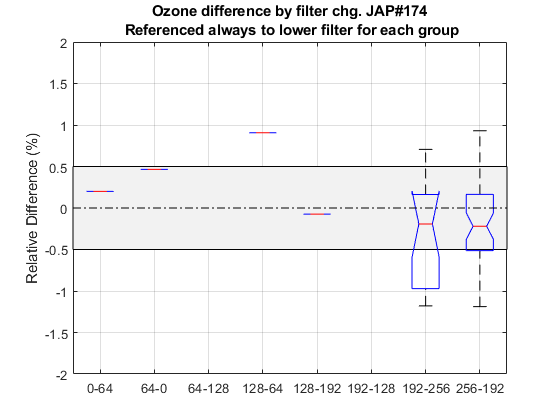 Ozone difference by filter chg. JAP#174
Referenced always to lower filter for each group
Relative Difference (%)
2
1.5
1
0.5
0
-0.5
-1
-1.5
-2
0-64 64-0 64-128 128-64 128-192 192-128 192-256 256-192